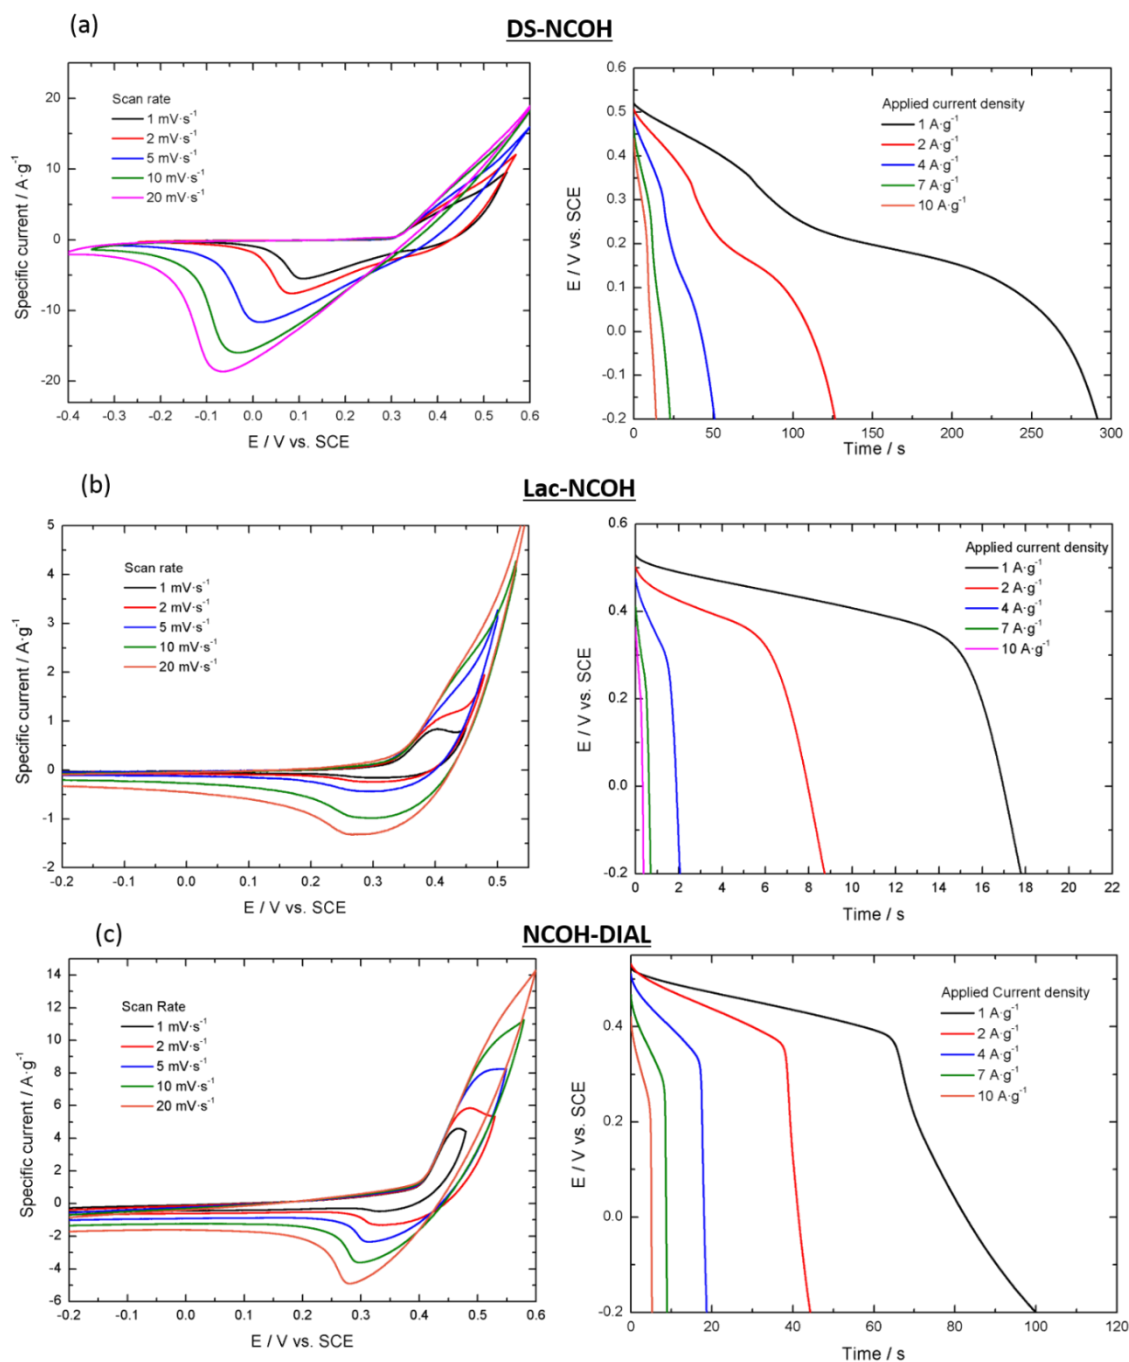 (a)
DS-NCOH
Scan rate
1 mV·s⁻¹
2 mV·s⁻¹
5 mV·s⁻¹
10 mV·s⁻¹
20 mV·s⁻¹
20
10
0
-10
-20
Specific current / A·g⁻¹
-0.4 -0.3 -0.2 -0.1 0.0 0.1 0.2 0.3 0.4 0.5 0.6
E / V vs. SCE
Applied current density
1 A·g⁻¹
2 A·g⁻¹
4 A·g⁻¹
7 A·g⁻¹
10 A·g⁻¹
0.6
0.5
0.4
0.3
0.2
0.1
0.0
-0.1
-0.2
E / V vs. SCE
0 50 100 150 200 250 300
Time / s
(b)
Lac-NCOH
Scan rate
1 mV·s⁻¹
2 mV·s⁻¹
5 mV·s⁻¹
10 mV·s⁻¹
20 mV·s⁻¹
5
4
3
2
1
0
-1
-2
Specific current / A·g⁻¹
-0.2 -0.1 0.0 0.1 0.2 0.3 0.4 0.5
E / V vs. SCE
Applied current density
1 A·g⁻¹
2 A·g⁻¹
4 A·g⁻¹
7 A·g⁻¹
10 A·g⁻¹
0.6
0.4
0.2
0.0
-0.2
E / V vs. SCE
0 2 4 6 8 10 12 14 16 18 20 22
Time / s
(c)
NCOH-DIAL
Scan Rate
1 mV·s⁻¹
2 mV·s⁻¹
5 mV·s⁻¹
10 mV·s⁻¹
20 mV·s⁻¹
14
12
10
8
6
4
2
0
-2
-4
-6
Specific current / A·g⁻¹
-0.2 -0.1 0.0 0.1 0.2 0.3 0.4 0.5 0.6
E / V vs. SCE
Applied Current density
1 A·g⁻¹
2 A·g⁻¹
4 A·g⁻¹
7 A·g⁻¹
10 A·g⁻¹
0.4
0.2
0.0
-0.2
E / V vs. SCE
0 20 40 60 80 100 120
Time / s